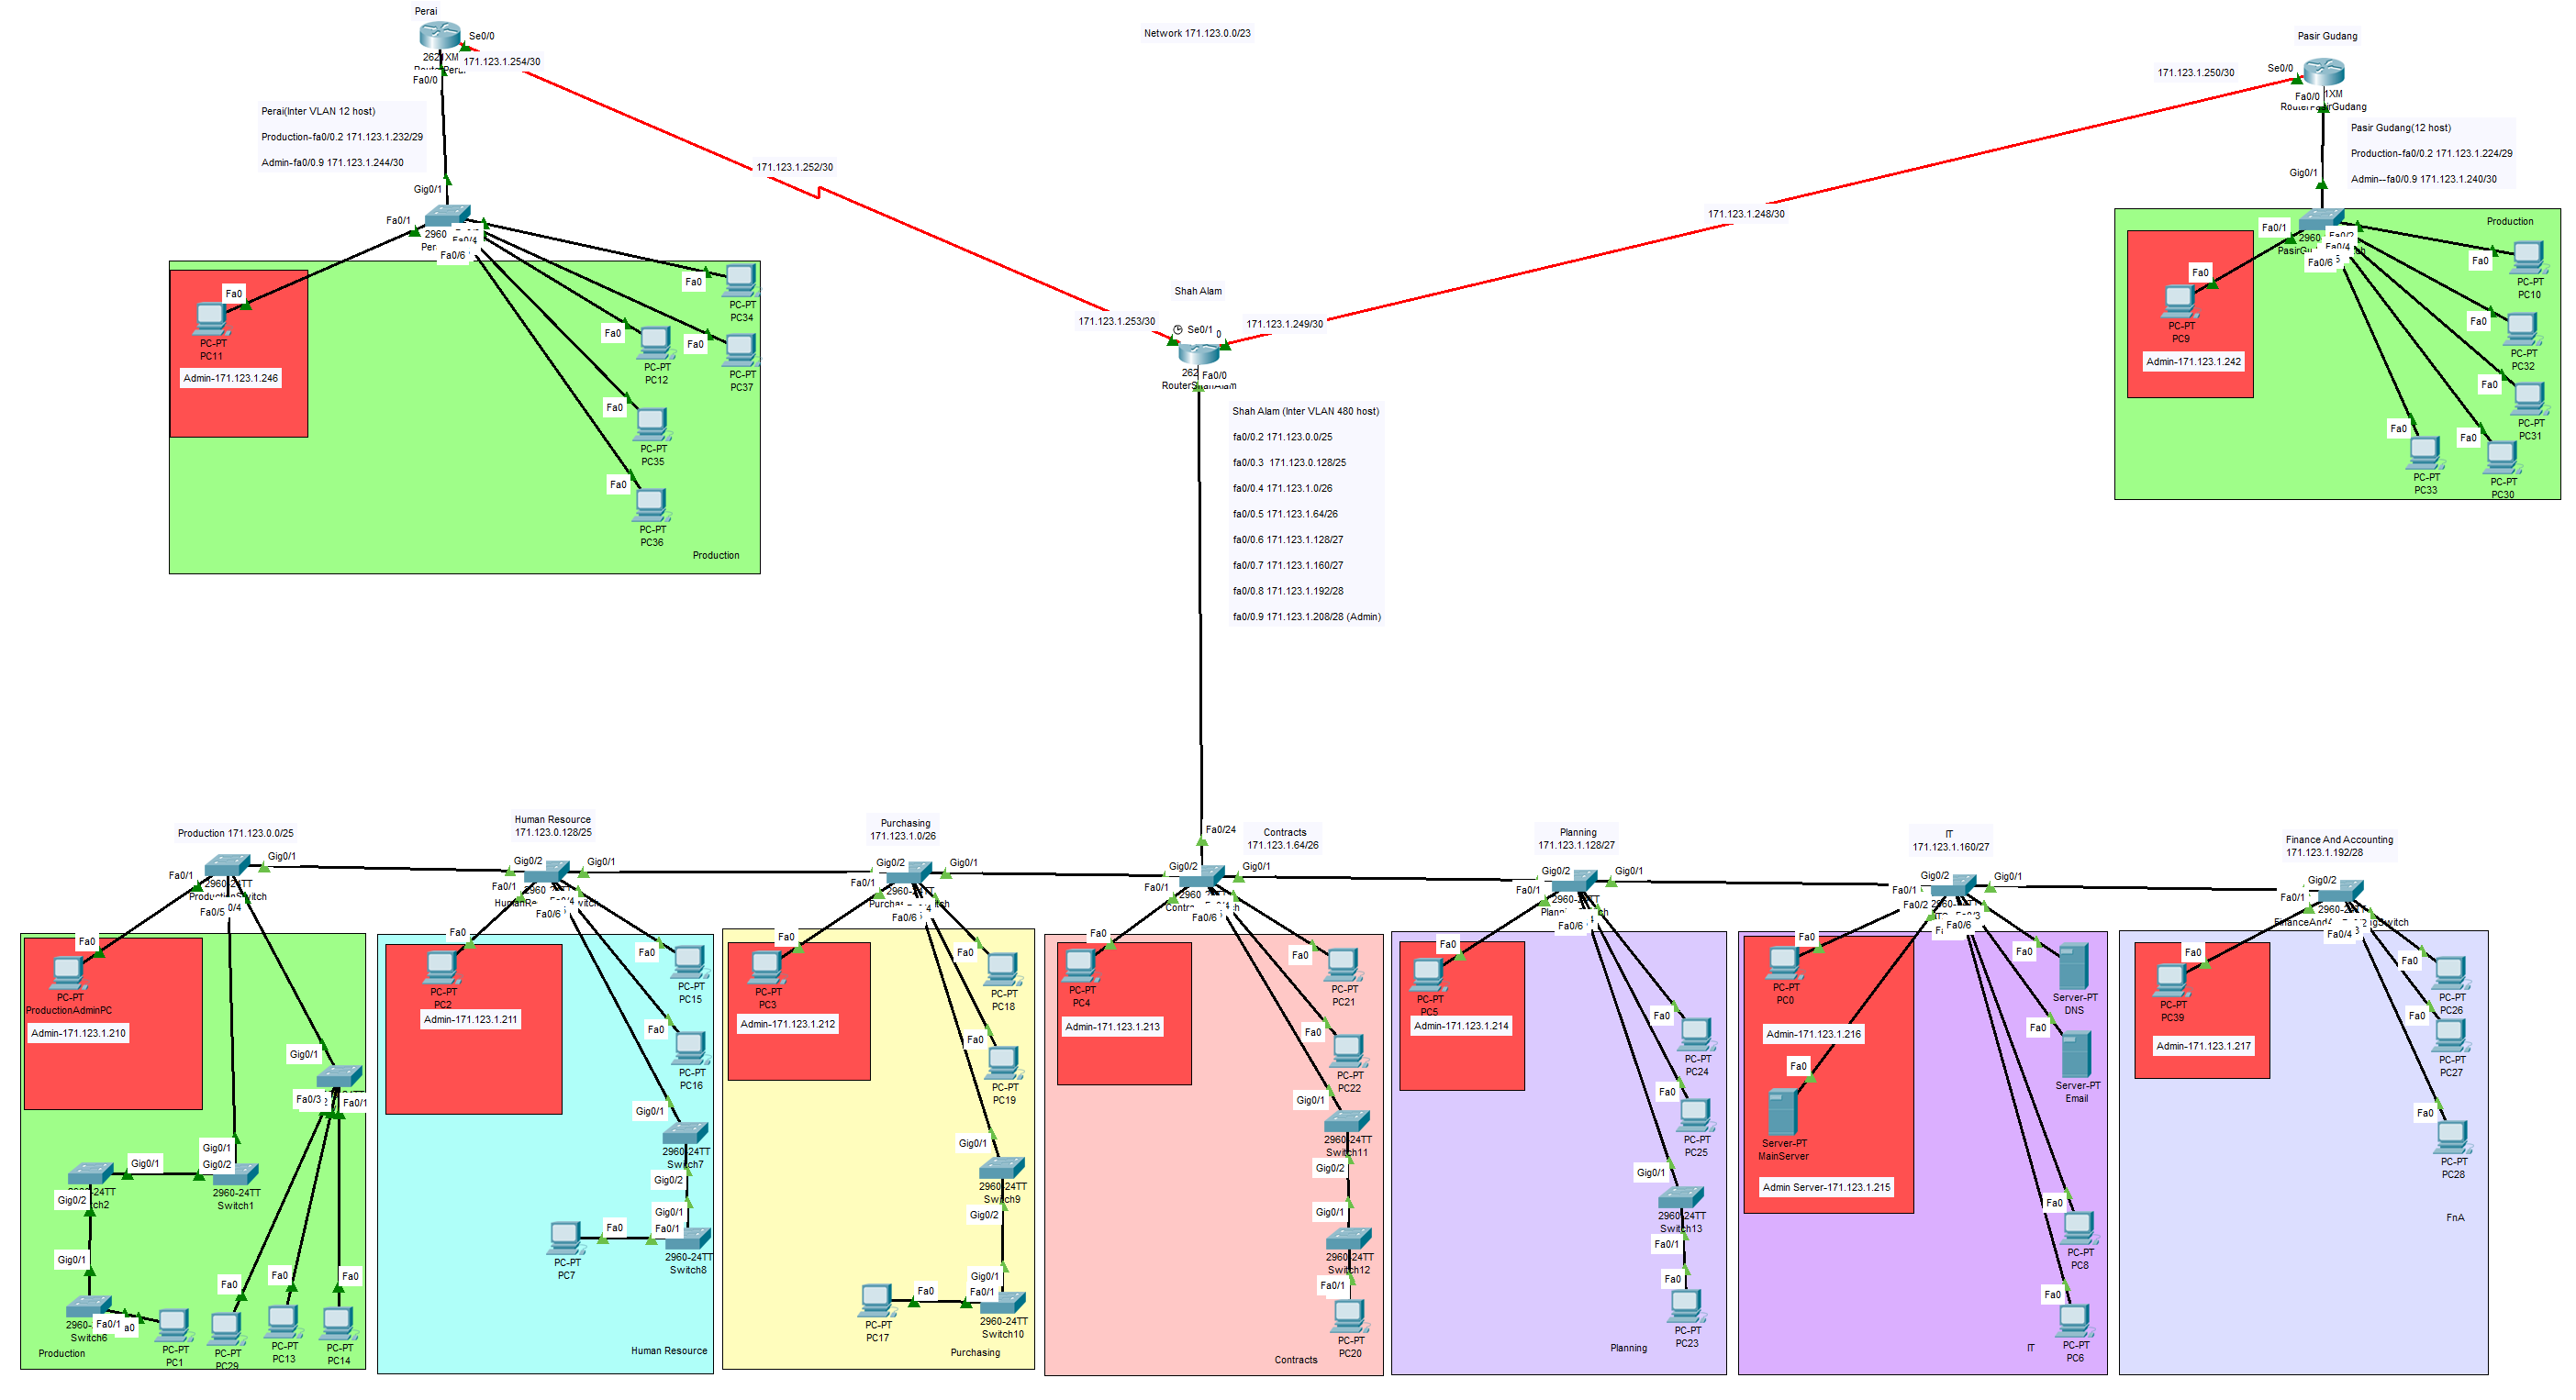 Perai
Se0/0
171.123.1.254/30
Fa0/0
Network 171.123.0.0/23
Pasir Gudang
171.123.1.250/30
Se0/0
Fa0/0
1XM
Perai(Inter VLAN 12 host)
Production-fa0/0.2 171.123.1.232/29
Admin-fa0/0.9 171.123.1.244/30
Pasir Gudang(12 host)
Production-fa0/0.2 171.123.1.224/29
Admin--fa0/0.9 171.123.1.240/30
171.123.1.252/30
171.123.1.248/30
Gig0/1
Fa0/1
2960
Fa0/6
Gig0/1
Fa0/1
2960
Fa0/6
Production
Fa0
PC-PT
PC11
Admin-171.123.1.246
Fa0
PC-PT
PC34
Fa0
PC-PT
PC12
Fa0
PC-PT
PC37
Fa0
PC-PT
PC35
Fa0
PC-PT
PC36
Production
Fa0
PC-PT
PC9
Admin-171.123.1.242
Fa0
PC-PT
PC10
Fa0
PC-PT
PC32
Fa0
PC-PT
PC31
Fa0
PC-PT
PC33
Fa0
PC-PT
PC30
Shah Alam
171.123.1.253/30
Se0/1
171.123.1.249/30
Fa0/0
Shah Alam (Inter VLAN 480 host)
fa0/0.2 171.123.0.0/25
fa0/0.3 171.123.0.128/25
fa0/0.4 171.123.1.0/26
fa0/0.5 171.123.1.64/26
fa0/0.6 171.123.1.128/27
fa0/0.7 171.123.1.160/27
fa0/0.8 171.123.1.192/28
fa0/0.9 171.123.1.208/28 (Admin)
Production 171.123.0.0/25
Gig0/1
Fa0/1
2960-24TT
Fa0/5
Human Resource
171.123.0.128/25
Gig0/2
Gig0/1
Fa0/1
Fa0/6
Purchasing
171.123.1.0/26
Gig0/2
Gig0/1
Fa0/1
Fa0/6
Fa0/24
Contracts
171.123.1.64/26
Gig0/2
Gig0/1
Fa0/1
Fa0/6
Planning
171.123.1.128/27
Gig0/2
Gig0/1
Fa0/1
Fa0/6
IT
171.123.1.160/27
Gig0/2
Gig0/1
Fa0/1
Fa0/2
Fa0/3
Fa0/6
Finance And Accounting
171.123.1.192/28
Gig0/2
Fa0/1
Fa0/4
Fa0
PC-PT
ProductionAdminPC
Admin-171.123.1.210
Gig0/1
Fa0/3
Fa0/1
Gig0/1
Gig0/1
Gig0/2
2960-24TT
Switch1
Gig0/2
Gig0/1
2960-24TT
Switch6
Fa0/1
PC-PT
PC1
Fa0
PC-PT
PC29
Fa0
PC-PT
PC13
Fa0
PC-PT
PC14
Production
Fa0
PC-PT
PC2
Admin-171.123.1.211
Fa0
PC-PT
PC15
Fa0
PC-PT
PC16
Gig0/1
2960-24TT
Switch7
Gig0/2
Gig0/1
Fa0/1
2960-24TT
Switch8
Fa0
PC-PT
PC7
Human Resource
Fa0
PC-PT
PC3
Admin-171.123.1.212
Fa0
PC-PT
PC18
Fa0
PC-PT
PC19
Gig0/1
2960-24TT
Switch9
Gig0/2
Gig0/1
Fa0/1
2960-24TT
Switch10
Fa0
PC-PT
PC17
Purchasing
Fa0
PC-PT
PC4
Admin-171.123.1.213
Fa0
PC-PT
PC21
Fa0
PC-PT
PC22
Gig0/1
2960-24TT
Switch11
Gig0/2
Gig0/1
2960-24TT
Switch12
Fa0/1
PC-PT
PC20
Contracts
Fa0
PC-PT
PC5
Admin-171.123.1.214
Fa0
PC-PT
PC24
Fa0
PC-PT
PC25
Gig0/1
2960-24TT
Switch13
Fa0/1
Fa0
PC-PT
PC23
Planning
Fa0
PC-PT
PC0
Admin-171.123.1.216
Fa0
Server-PT
MainServer
Admin Server-171.123.1.215
Fa0
Server-PT
DNS
Fa0
Server-PT
Email
Fa0
PC-PT
PC8
Fa0
PC-PT
PC6
IT
Fa0
PC-PT
PC39
Admin-171.123.1.217
Fa0
PC-PT
PC26
Fa0
PC-PT
PC27
Fa0
PC-PT
PC28
FnA